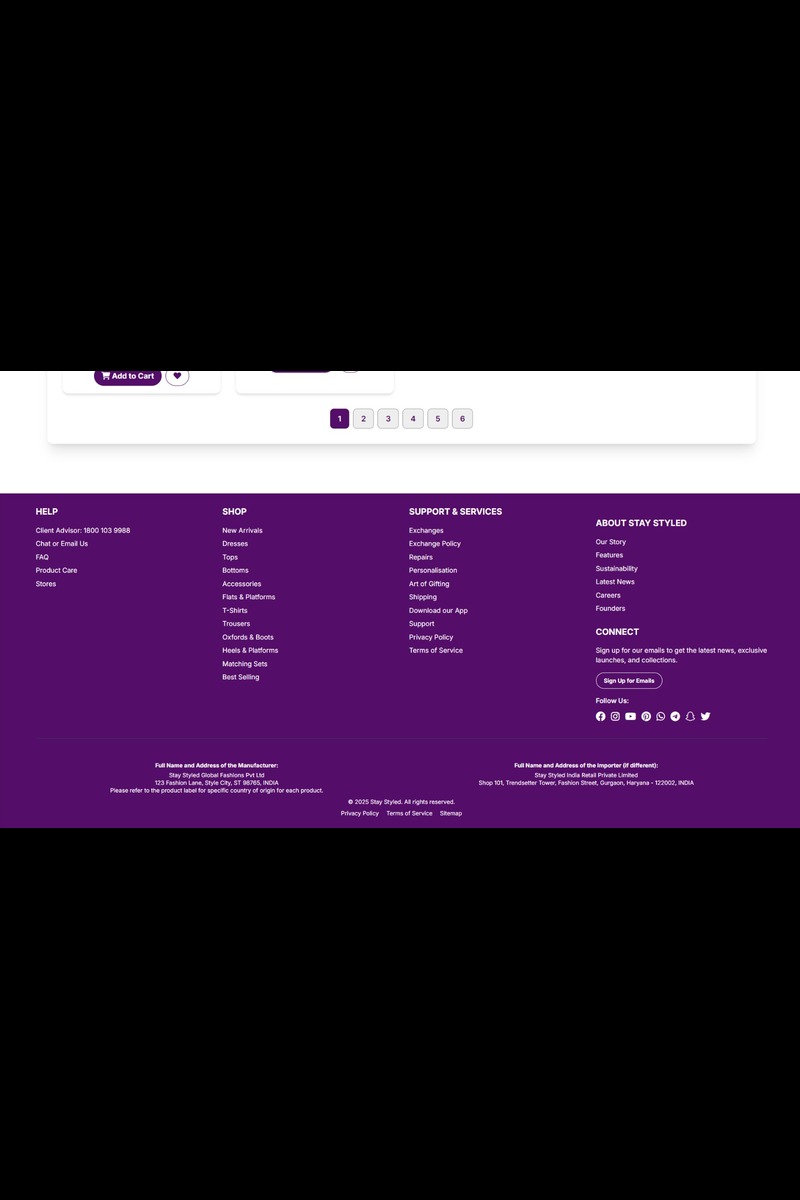 Add to Cart
1 2 3 4 5 6
HELP
Client Advisor: 1800 103 9988
Chat or Email Us
FAQ
Product Care
Stores
SHOP
New Arrivals
Dresses
Tops
Bottoms
Accessories
Flats & Platforms
T-Shirts
Trousers
Oxfords & Boots
Heels & Platforms
Matching Sets
Best Selling
SUPPORT & SERVICES
Exchanges
Exchange Policy
Repairs
Personalisation
Art of Gifting
Shipping
Download our App
Support
Privacy Policy
Terms of Service
ABOUT STAY STYLED
Our Story
Features
Sustainability
Latest News
Careers
Founders
CONNECT
Sign up for our emails to get the latest news, exclusive
launches, and collections.
Sign Up for Emails
Follow Us:
Full Name and Address of the Manufacturer:
Stay Styled Global Fashions Pvt Ltd
123 Fashion Lane, Style City, ST 98765, INDIA
Please refer to the product label for specific country of origin for each product.
Full Name and Address of the Importer (if different):
Stay Styled India Retail Private Limited
Shop 101, Trendsetter Tower, Fashion Street, Gurgaon, Haryana - 122002, INDIA
© 2025 Stay Styled. All rights reserved.
Privacy Policy Terms of Service Sitemap